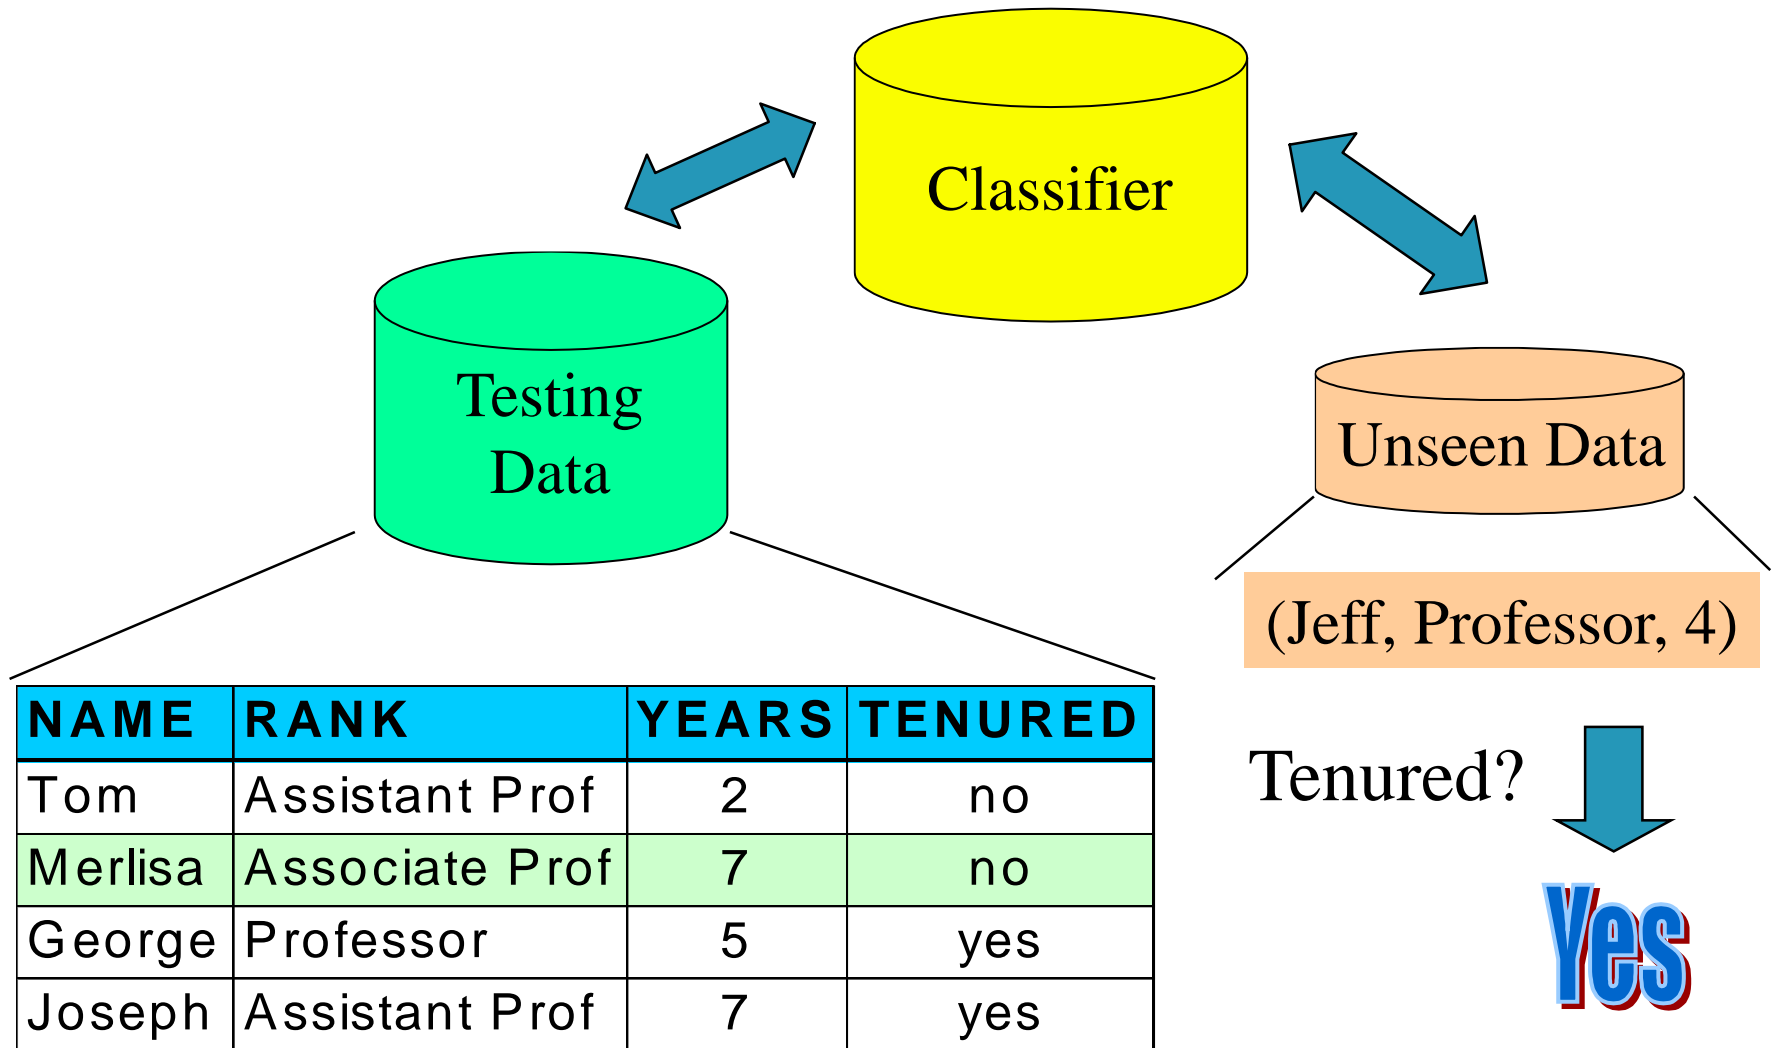 Classifier
Testing
Data
Unseen Data
(Jeff, Professor, 4)
NAME RANK YEARS TENURED
Tom Assistant Prof 2 no
Merlisa Associate Prof 7 no
George Professor 5 yes
Joseph Assistant Prof 7 yes
Tenured?
Yes